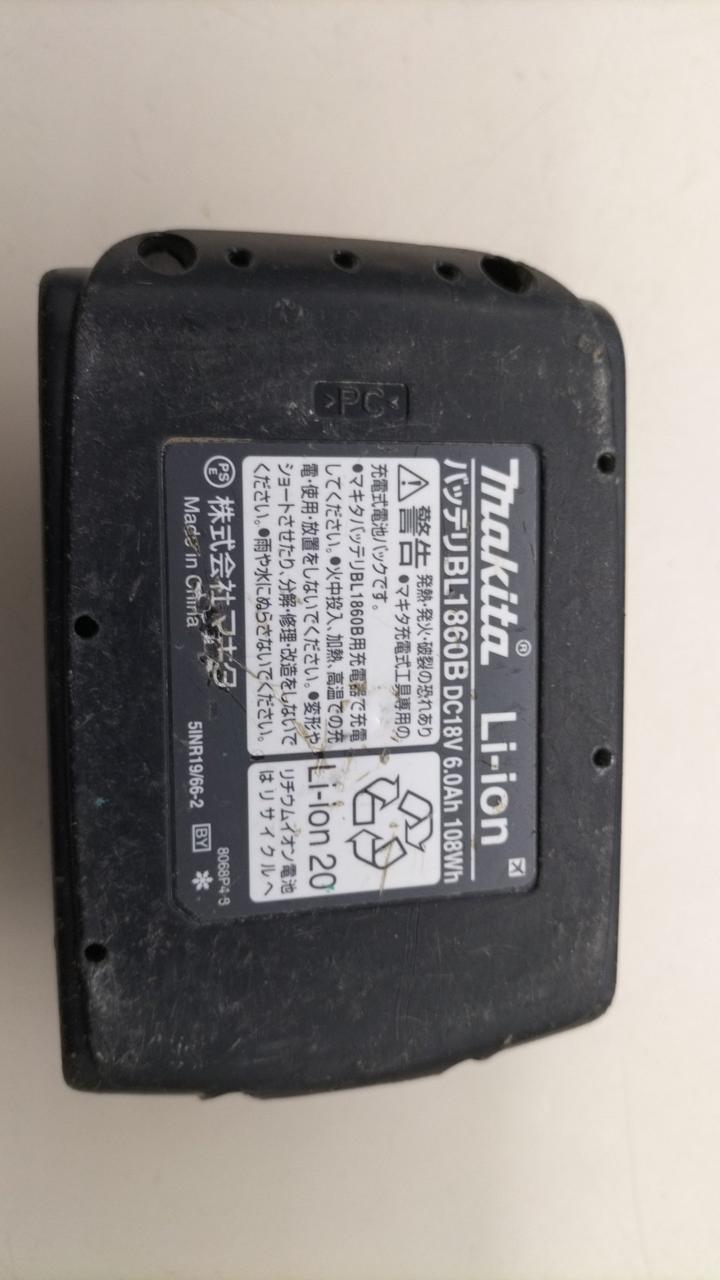 >PC<
makita® Li-ion
バッテリBL1860B DC18V 6.0Ah 108Wh
警告 発熱・発火・破裂の恐れあり
●マキタ充電式工具専用の
充電式電池パックです。
●マキタバッテリBL1860B用充電器で充電
してください。●火中投入、加熱、高温での充
電・使用・放置をしないでください。●変形や
ショートさせたり、分解・修理・改造をしないで
ください。●雨や水にぬらさないでください。
Li-ion 20
リチウムイオン電池
はリサイクルへ
PS
E
株式会社マキタ
Made in China
5INR19/66-2 BY